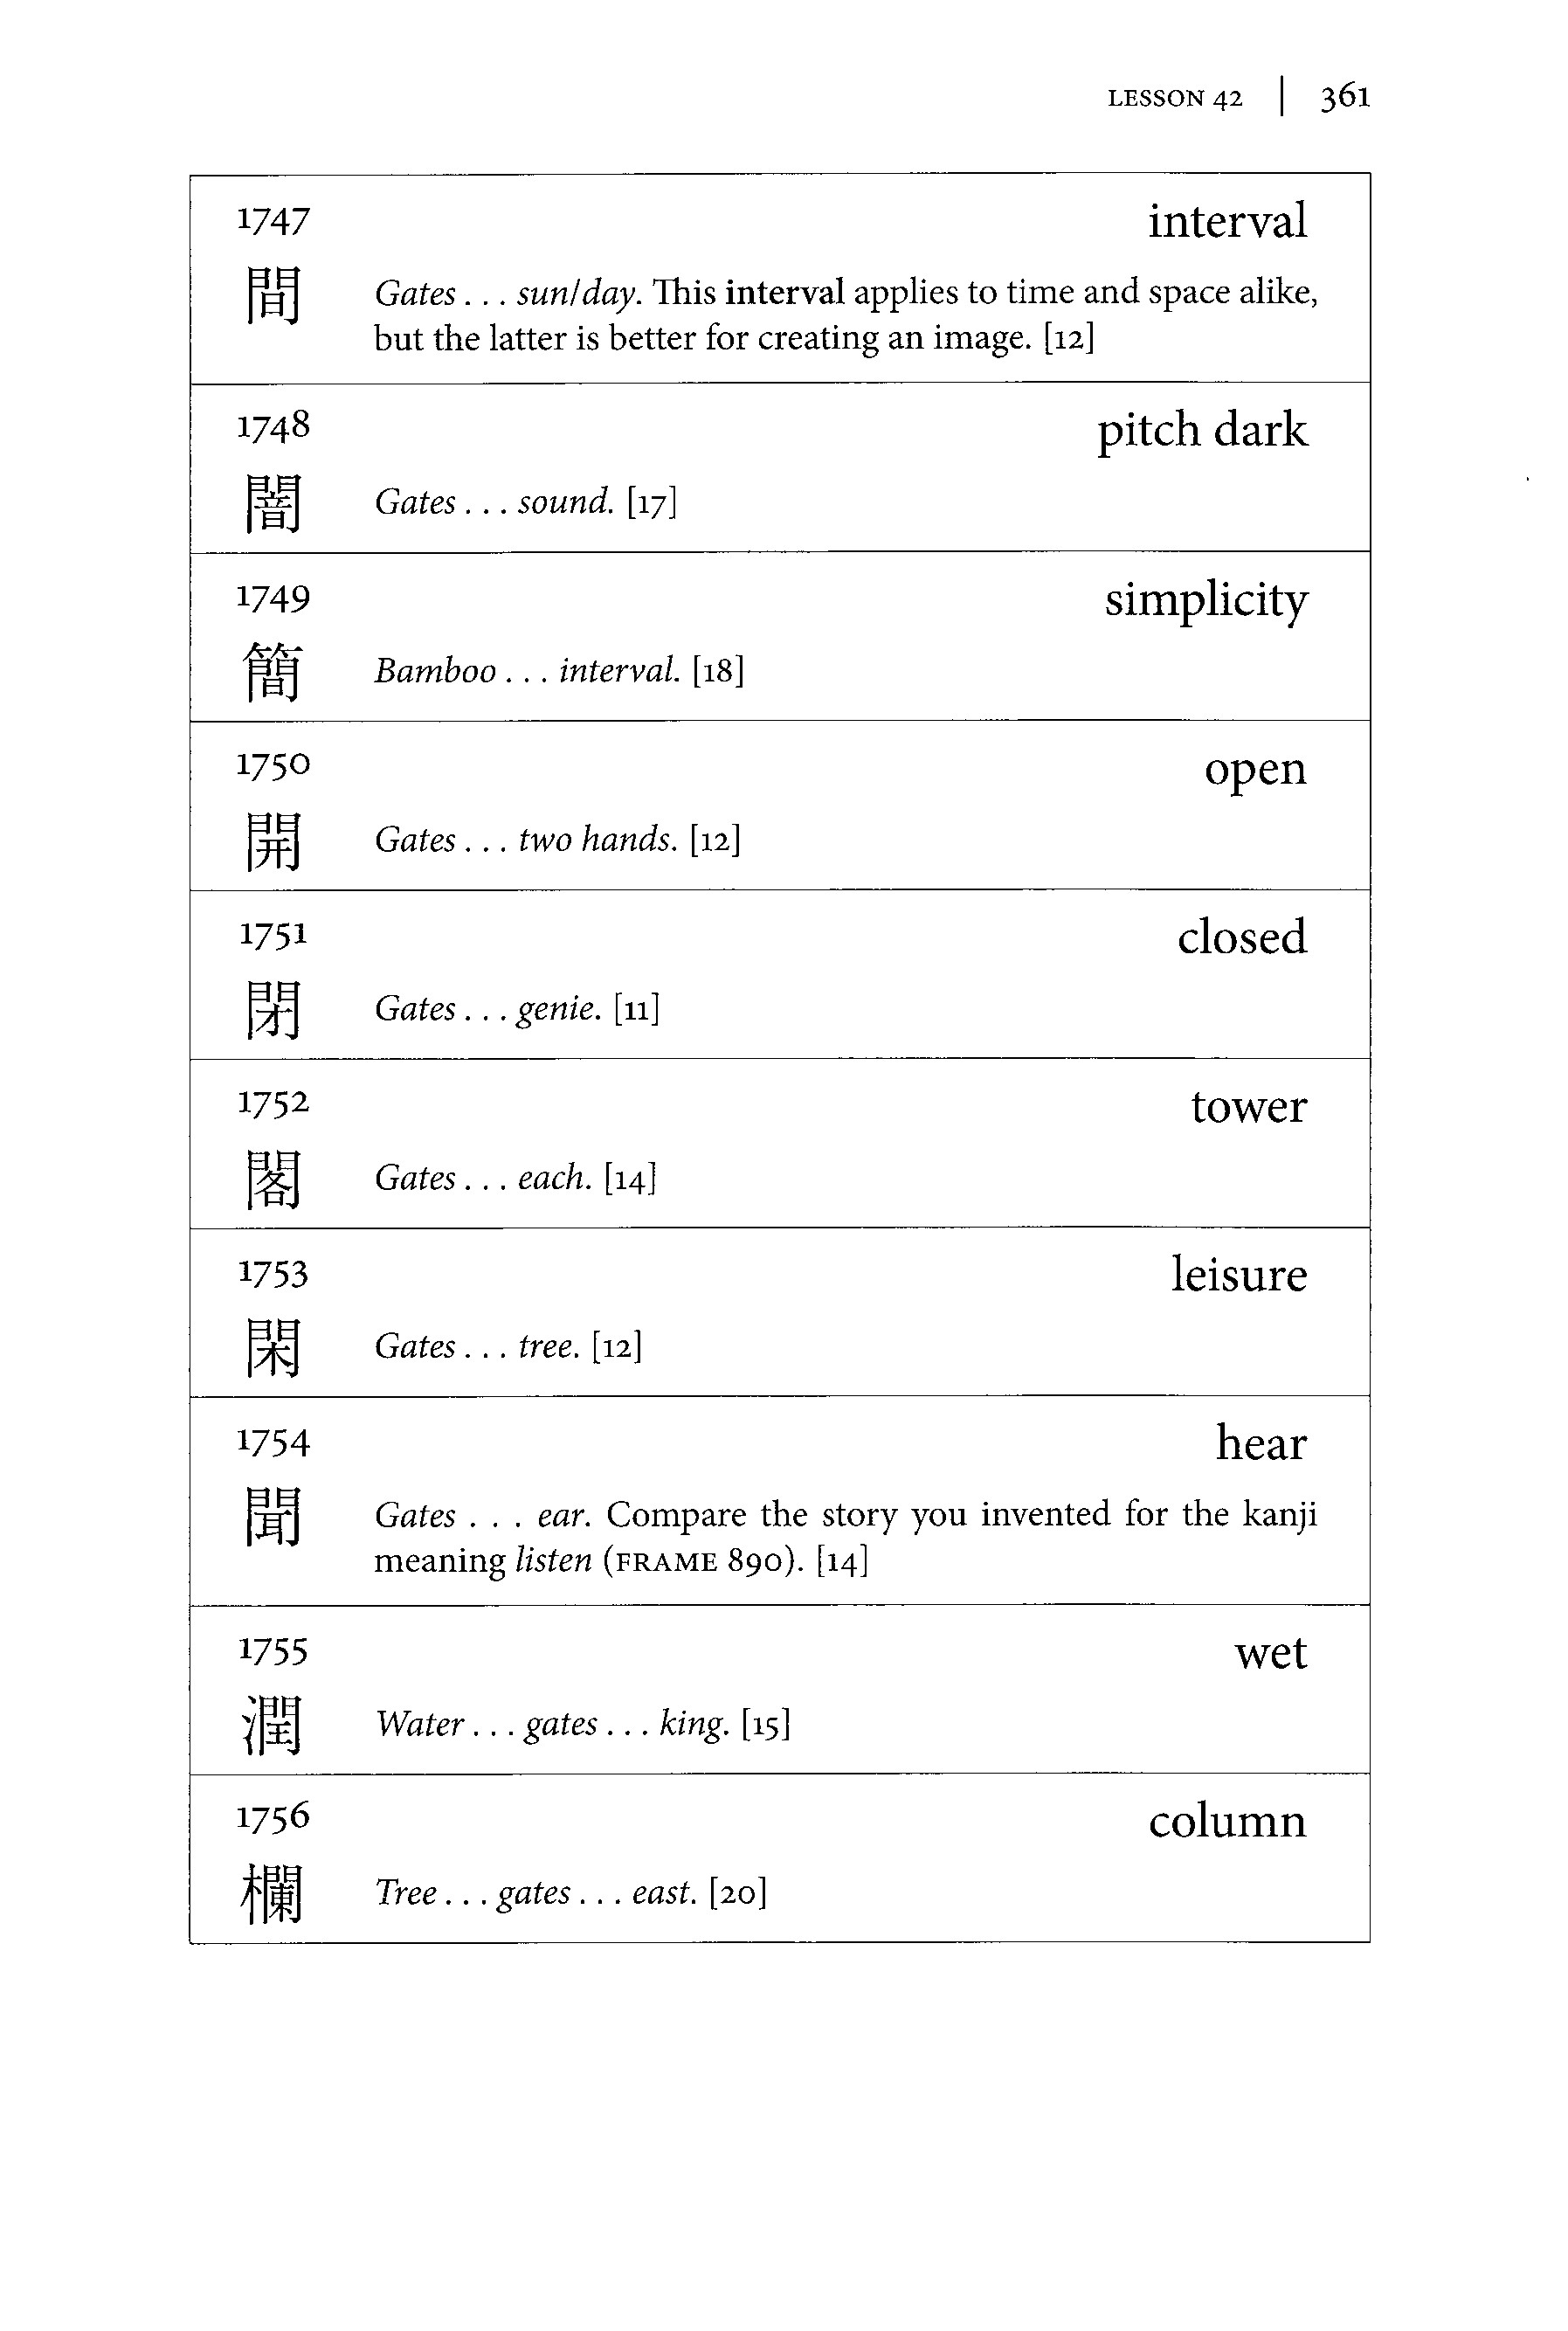 LESSON 42 | 361
1747 interval
間 Gates . . . sun/day. This interval applies to time and space alike,
but the latter is better for creating an image. [12]
1748 pitch dark
闇 Gates . . . sound. [17]
1749 simplicity
簡 Bamboo . . . interval. [18]
1750 open
開 Gates . . . two hands. [12]
1751 closed
閉 Gates . . . genie. [11]
1752 tower
閣 Gates . . . each. [14]
1753 leisure
閑 Gates . . . tree. [12]
1754 hear
聞 Gates . . . ear. Compare the story you invented for the kanji
meaning listen (FRAME 890). [14]
1755 wet
潤 Water . . . gates . . . king. [15]
1756 column
欄 Tree . . . gates . . . east. [20]